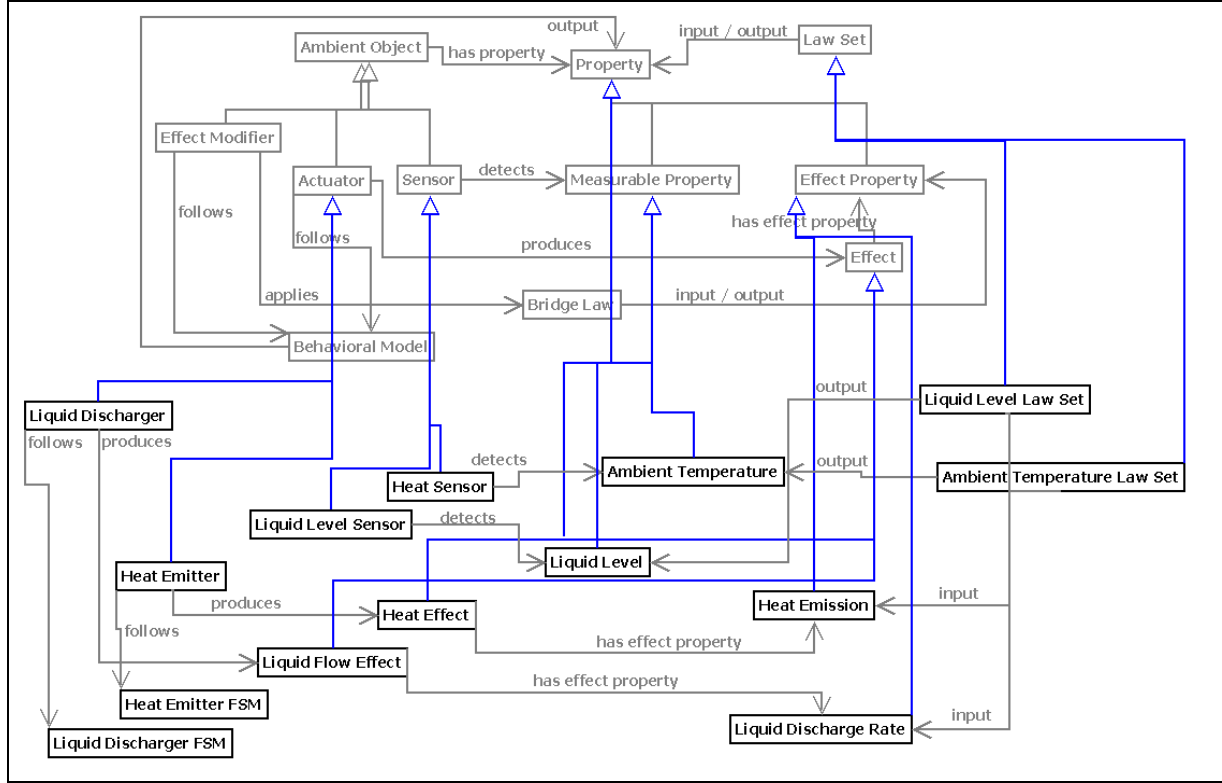 output
Ambient Object
has property
Property
input / output
Law Set
Effect Modifier
Actuator
Sensor
detects
Measurable Property
Effect Property
follows
follows
has effect property
produces
Effect
applies
Bridge Law
input / output
Behavioral Model
Liquid Discharger
output
Liquid Level Law Set
follows
produces
Heat Sensor
detects
Ambient Temperature
output
Ambient Temperature Law Set
Liquid Level Sensor
detects
Liquid Level
Heat Emitter
produces
Heat Effect
Heat Emission
input
follows
has effect property
Liquid Flow Effect
has effect property
Heat Emitter FSM
Liquid Discharge Rate
input
Liquid Discharger FSM